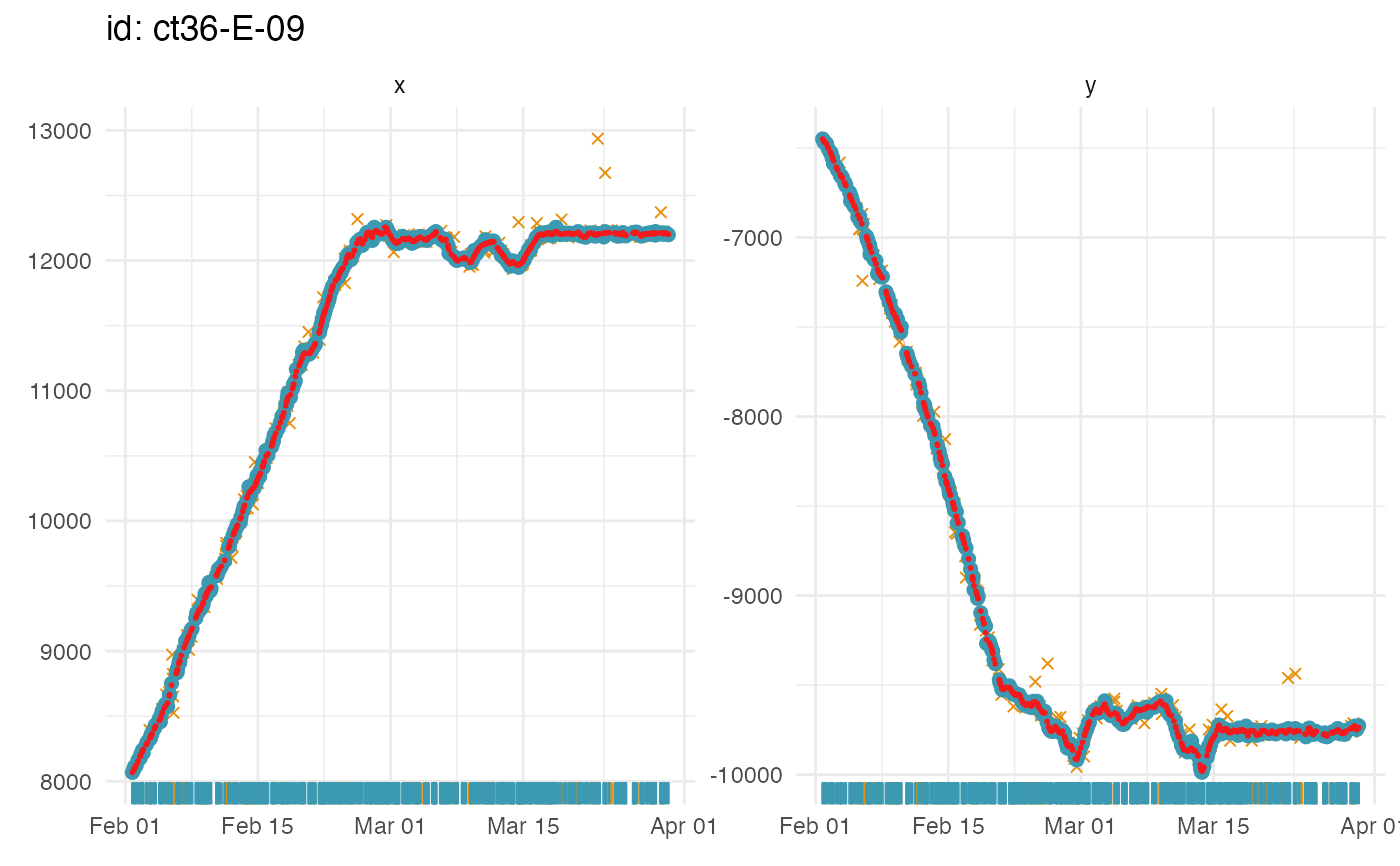 id: ct36-E-09
x
y
13000
12000
11000
10000
9000
8000
Feb 01
Feb 15
Mar 01
Mar 15
Apr 01
-7000
-8000
-9000
-10000
Feb 01
Feb 15
Mar 01
Mar 15
Apr 01